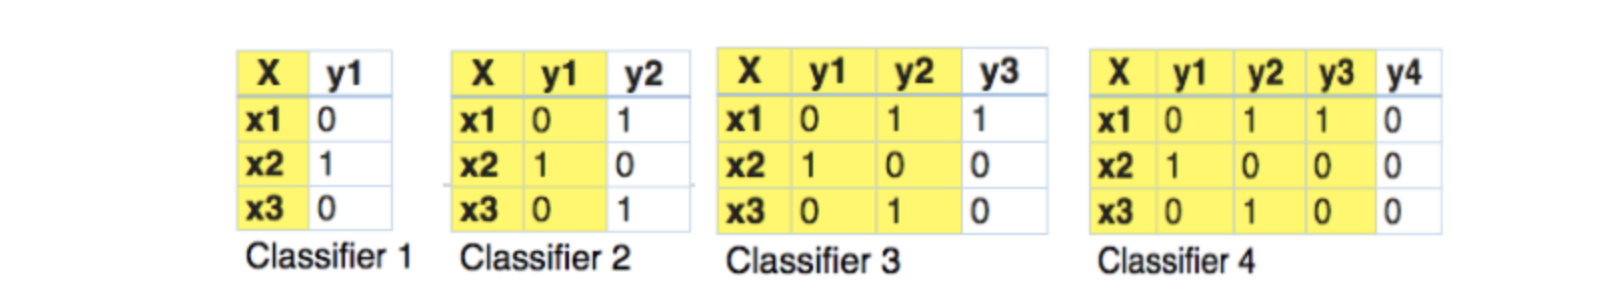 X y1
x1 0
x2 1
x3 0
Classifier 1
X y1 y2
x1 0 1
x2 1 0
x3 0 1
Classifier 2
X y1 y2 y3
x1 0 1 1
x2 1 0 0
x3 0 1 0
Classifier 3
X y1 y2 y3 y4
x1 0 1 1 0
x2 1 0 0 0
x3 0 1 0 0
Classifier 4